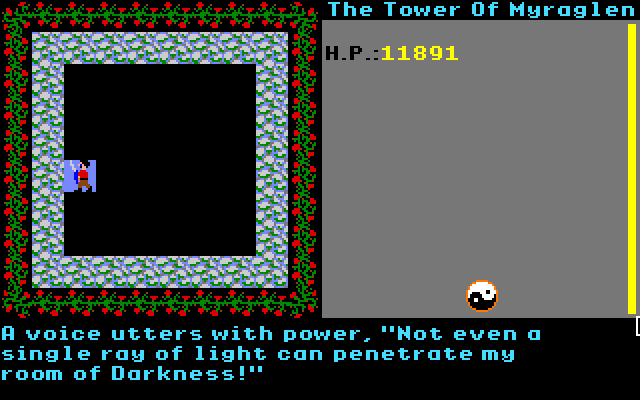 The Tower Of Myraglen
H.P.:11891
A voice utters with power, "Not even a
single ray of light can penetrate my
room of Darkness!"